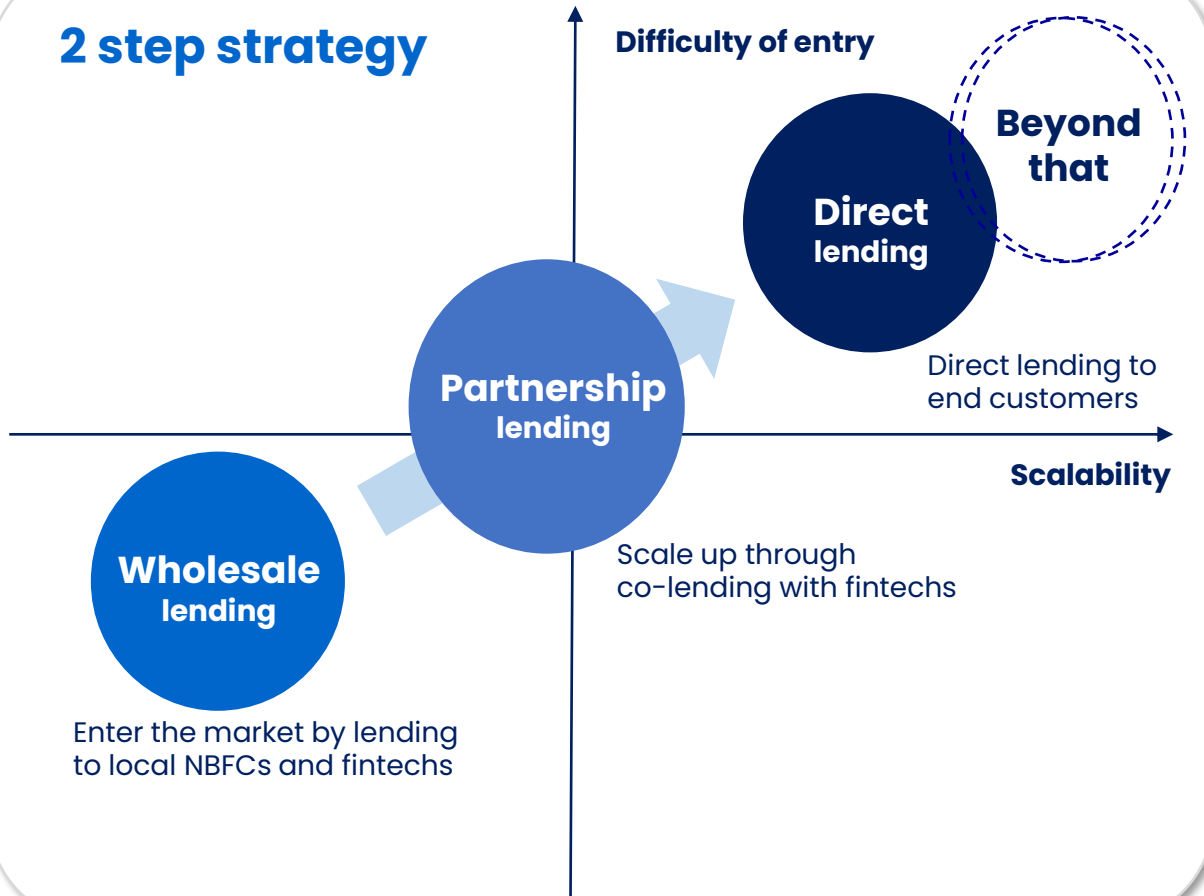 2 step strategy
Difficulty of entry
Beyond
that
Direct
lending
Direct lending to
end customers
Partnership
lending
Scalability
Scale up through
co-lending with fintechs
Wholesale
lending
Enter the market by lending
to local NBFCs and fintechs